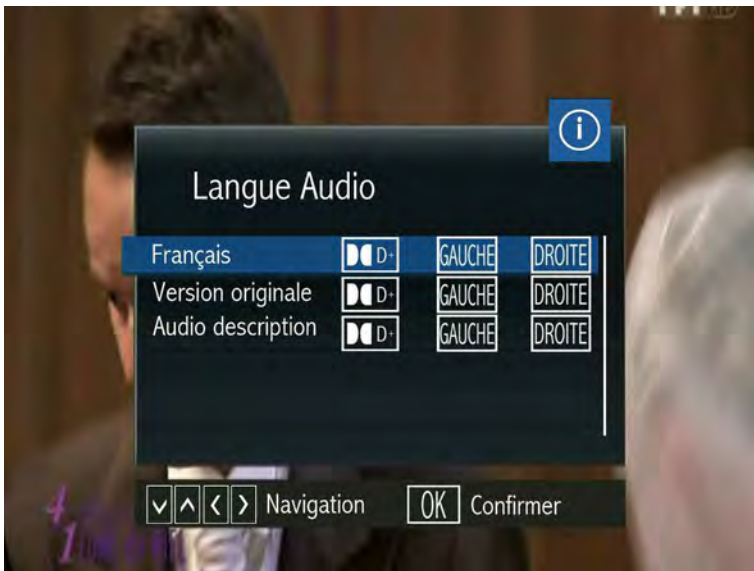 Langue Audio
Français D+ GAUCHE DROITE
Version originale D+ GAUCHE DROITE
Audio description D+ GAUCHE DROITE
Navigation OK Confirmer